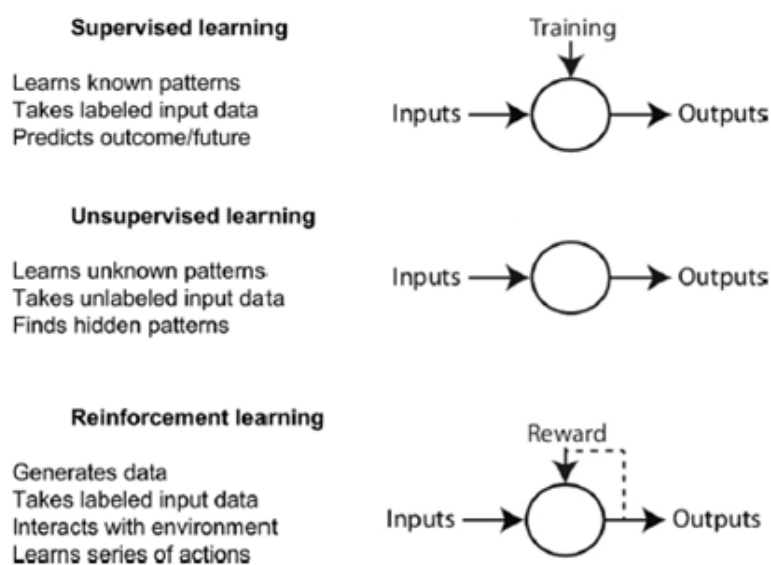 Supervised learning
Learns known patterns
Takes labeled input data
Predicts outcome/future
Training
Inputs
Outputs
Unsupervised learning
Learns unknown patterns
Takes unlabeled input data
Finds hidden patterns
Inputs
Outputs
Reinforcement learning
Generates data
Takes labeled input data
Interacts with environment
Learns series of actions
Reward
Inputs
Outputs